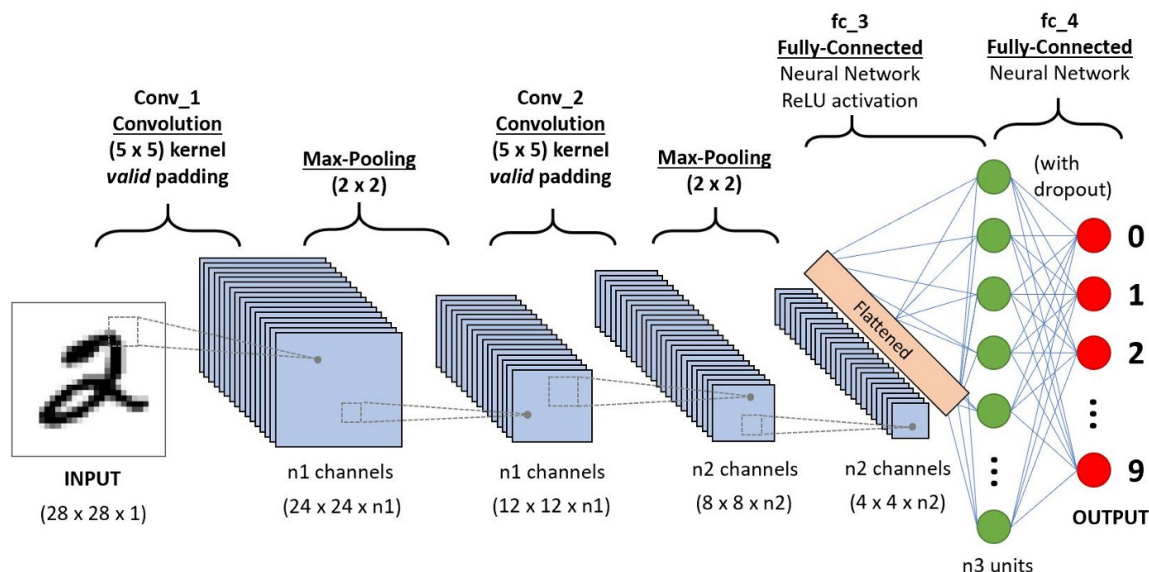 fc_3
Fully-Connected
Neural Network
ReLU activation
fc_4
Fully-Connected
Neural Network
Conv_1
Convolution
(5 x 5) kernel
valid padding
Max-Pooling
(2 x 2)
Conv_2
Convolution
(5 x 5) kernel
valid padding
Max-Pooling
(2 x 2)
(with
dropout)
Flattened
0
1
2
9
INPUT
(28 x 28 x 1)
n1 channels
(24 x 24 x n1)
n1 channels
(12 x 12 x n1)
n2 channels
(8 x 8 x n2)
n2 channels
(4 x 4 x n2)
OUTPUT
n3 units
2